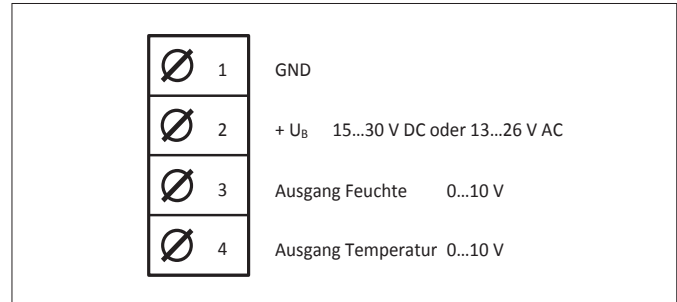 1 GND
2 + UB 15...30 V DC oder 13...26 V AC
3 Ausgang Feuchte 0...10 V
4 Ausgang Temperatur 0...10 V